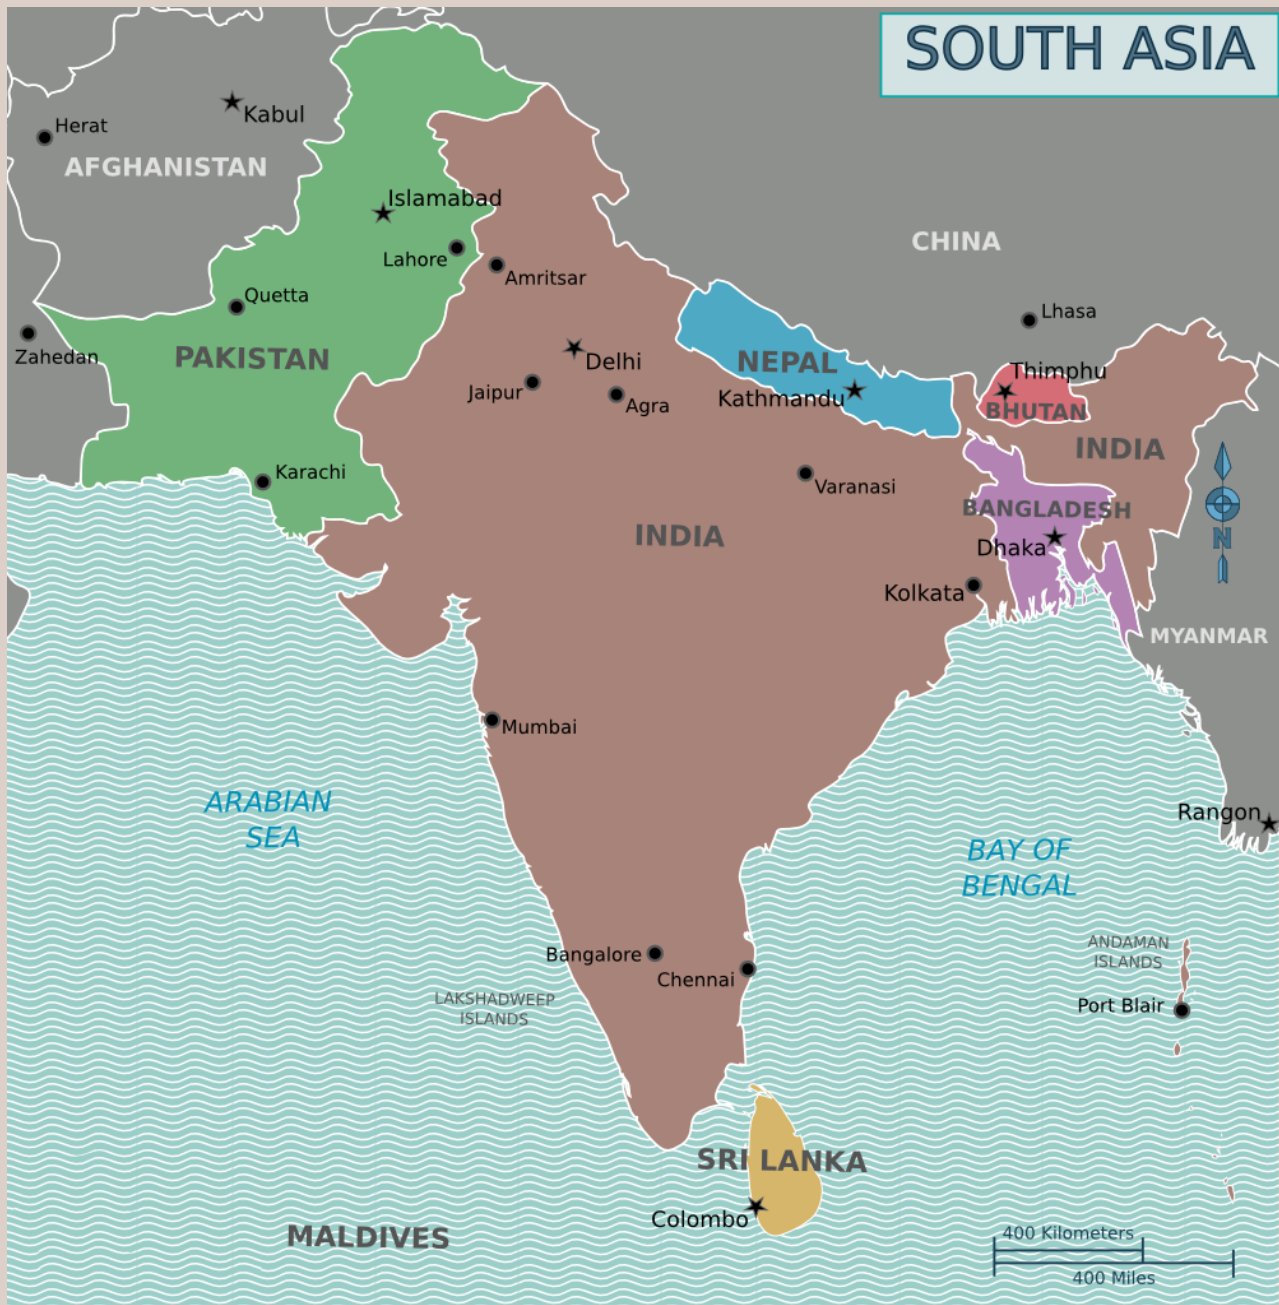 SOUTH ASIA
Kabul
Herat
AFGHANISTAN
Islamabad
CHINA
Lahore
Amritsar
Quetta
Lhasa
Zahedan
PAKISTAN
Delhi
NEPAL
Thimphu
Jaipur
Agra
Kathmandu
BHUTAN
INDIA
Karachi
Varanasi
BANGLADESH
INDIA
N
Dhaka
Kolkata
MYANMAR
Mumbai
ARABIAN
SEA
Rangon
BAY OF
BENGAL
ANDAMAN
ISLANDS
Bangalore
Chennai
LAKSHADWEEP
ISLANDS
Port Blair
SRI LANKA
Colombo
MALDIVES
400 Kilometers
400 Miles